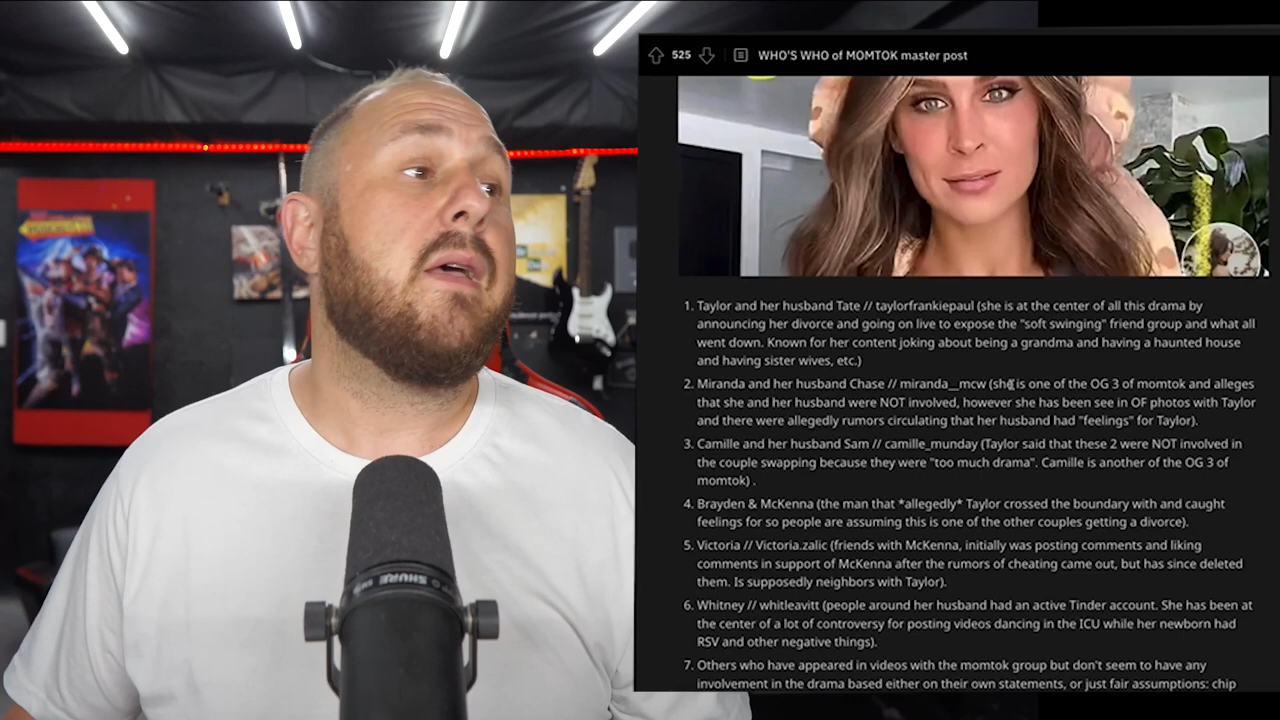 525 WHO'S WHO of MOMTOK master post
1. Taylor and her husband Tate // taylorfrankiepaul (she is at the center of all this drama by
announcing her divorce and going on live to expose the "soft swinging" friend group and what all
went down. Known for her content joking about being a grandma and having a haunted house
and having sister wives, etc.)
2. Miranda and her husband Chase // miranda__mcw (she is one of the OG 3 of momtok and alleges
that she and her husband were NOT involved, however she has been see in OF photos with Taylor
and there were allegedly rumors circulating that her husband had "feelings" for Taylor).
3. Camille and her husband Sam // camille_munday (Taylor said that these 2 were NOT involved in
the couple swapping because they were "too much drama". Camille is another of the OG 3 of
momtok) .
4. Brayden & McKenna (the man that *allegedly* Taylor crossed the boundary with and caught
feelings for so people are assuming this is one of the other couples getting a divorce).
5. Victoria // Victoria.zalic (friends with McKenna, initially was posting comments and liking
comments in support of McKenna after the rumors of cheating came out, but has since deleted
them. Is supposedly neighbors with Taylor).
6. Whitney // whitleavitt (people around her husband had an active Tinder account. She has been at
the center of a lot of controversy for posting videos dancing in the ICU while her newborn had
RSV and other negative things).
7. Others who have appeared in videos with the momtok group but don't seem to have any
involvement in the drama based either on their own statements, or just fair assumptions: chip
SHURE